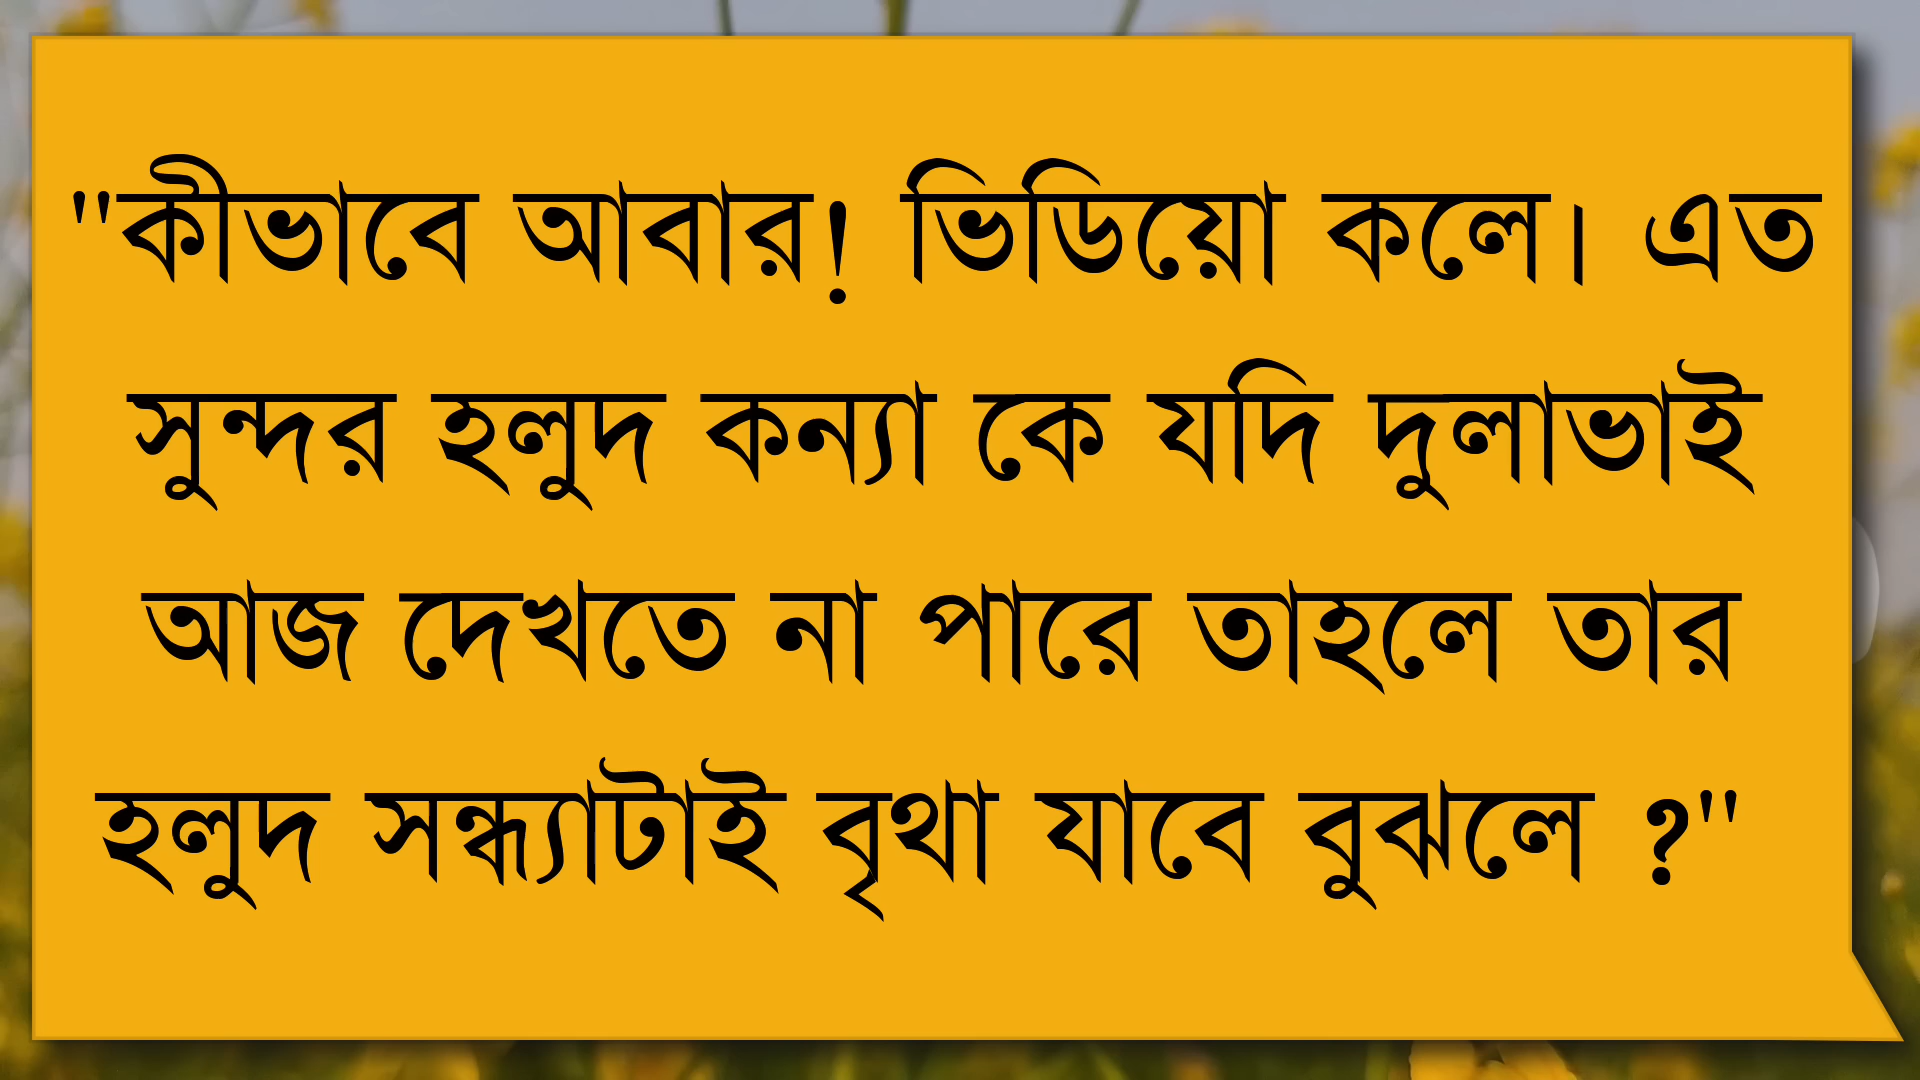 "কীভাবে আবার! ভিডিয়ো কলে। এত
সুন্দর হলুদ কন্যা কে যদি দুলাভাই
আজ দেখতে না পারে তাহলে তার
হলুদ সন্ধ্যাটাই বৃথা যাবে বুঝলে ?"